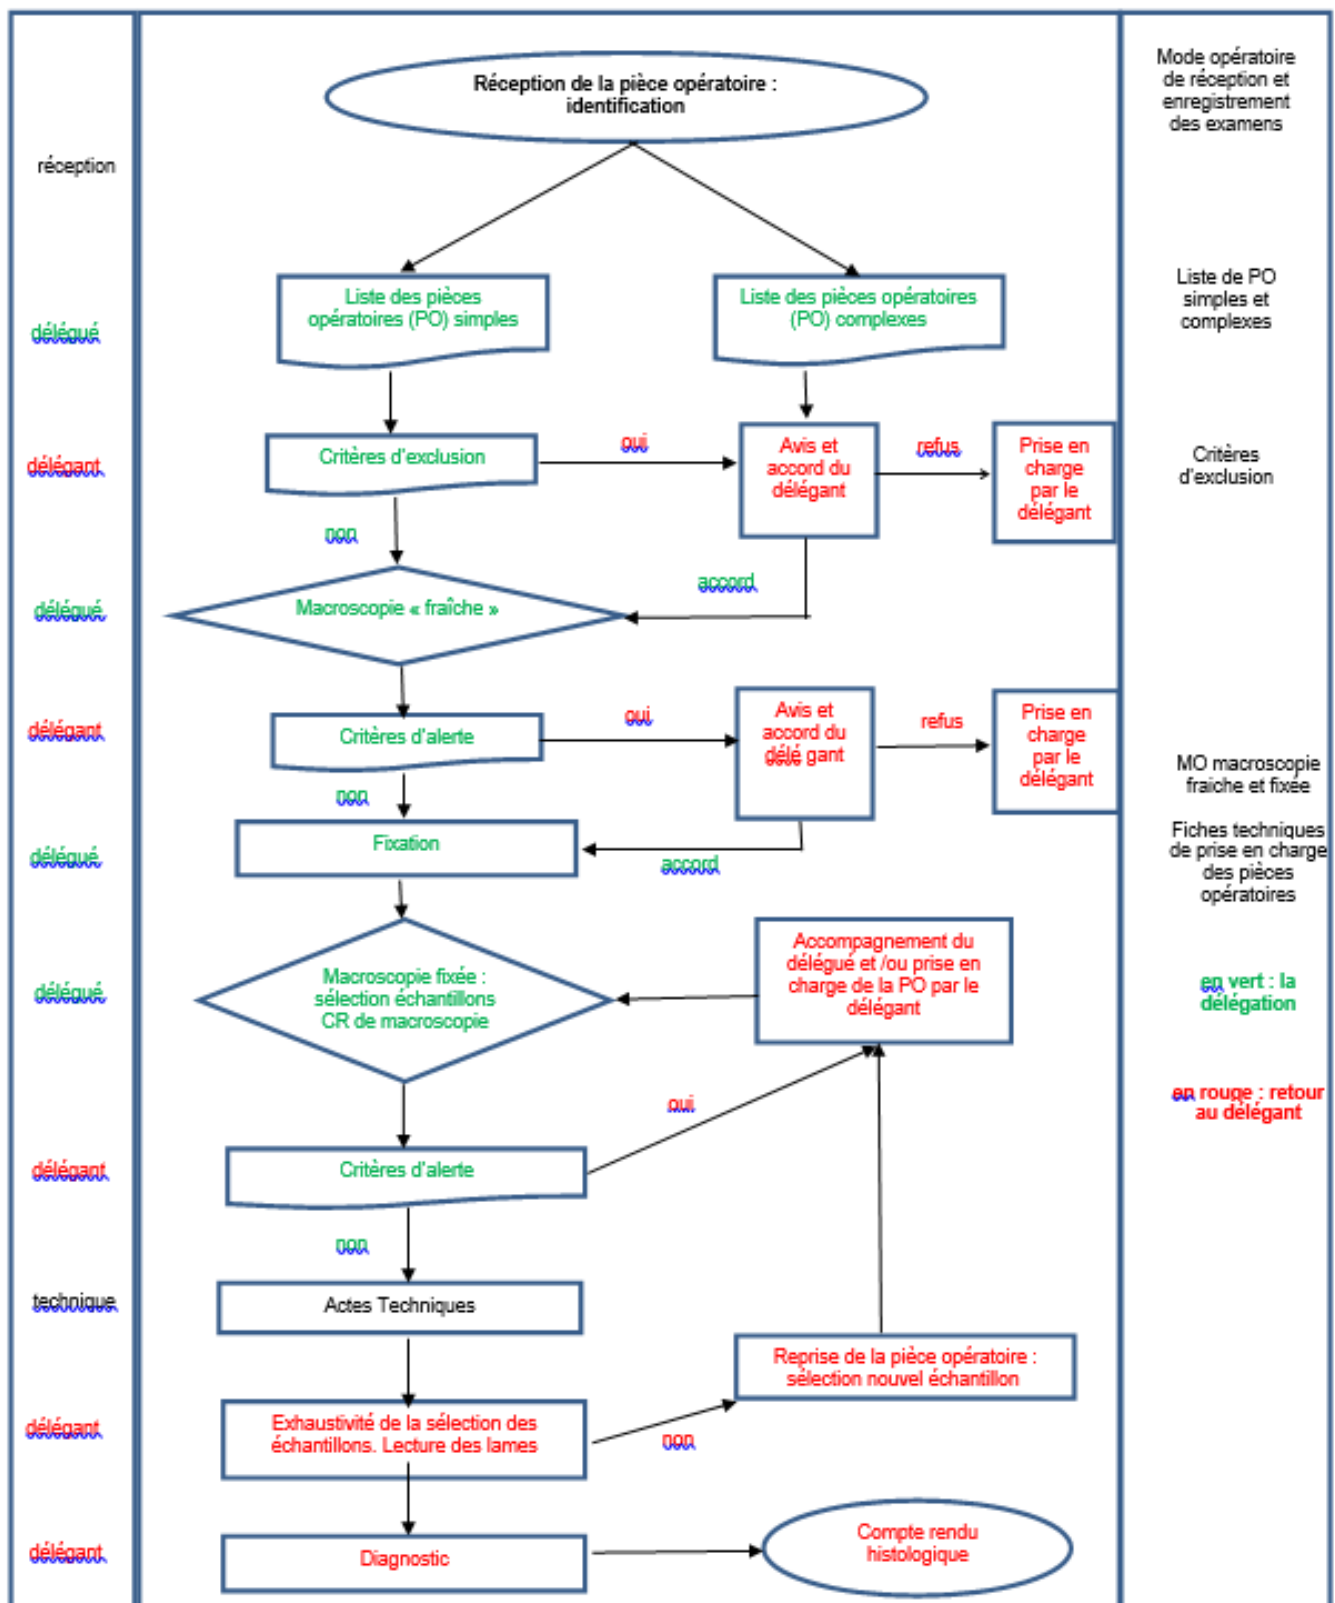 Réception de la pièce opératoire :
identification
Mode opératoire
de réception et
enregistrement
des examens
réception
Liste des pièces
opératoires (PO) simples
Liste des pièces opératoires
(PO) complexes
Liste de PO
simples et
complexes
délégué
délégant
Critères d'exclusion
oui
Avis et
accord du
délégant
refus
Prise en
charge
par le
délégant
Critères
d'exclusion
non
accord
délégué
Macroscopie « fraîche »
délégant
Critères d'alerte
oui
Avis et
accord du
délé gant
refus
Prise en
charge
par le
délégant
MO macroscopie
fraiche et fixée
non
délégué
Fixation
accord
Fiches techniques
de prise en charge
des pièces
opératoires
délégué
Macroscopie fixée :
sélection échantillons
CR de macroscopie
Accompagnement du
délégué et /ou prise en
charge de la PO par le
délégant
en vert : la
délégation
oui
en rouge : retour
au délégant
délégant
Critères d'alerte
non
technique
Actes Techniques
Reprise de la pièce opératoire :
sélection nouvel échantillon
délégant
Exhaustivité de la sélection des
échantillons. Lecture des lames
non
délégant
Diagnostic
Compte rendu
histologique